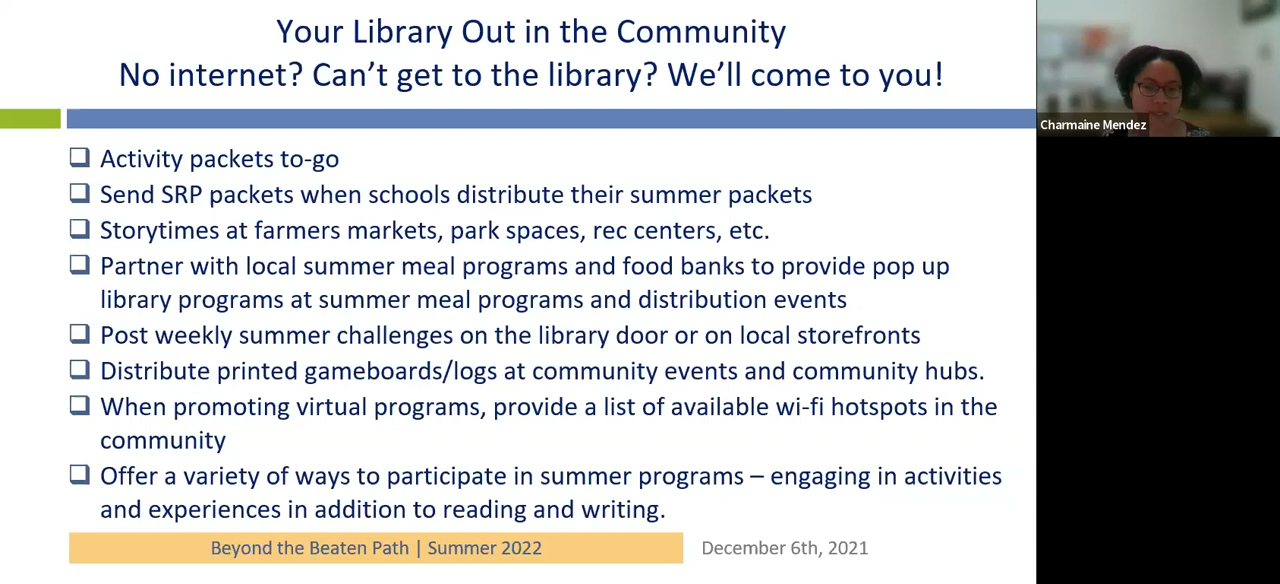 Your Library Out in the Community
No internet? Can’t get to the library? We’ll come to you!
Charmaine Mendez
❑ Activity packets to-go
❑ Send SRP packets when schools distribute their summer packets
❑ Storytimes at farmers markets, park spaces, rec centers, etc.
❑ Partner with local summer meal programs and food banks to provide pop up
library programs at summer meal programs and distribution events
❑ Post weekly summer challenges on the library door or on local storefronts
❑ Distribute printed gameboards/logs at community events and community hubs.
❑ When promoting virtual programs, provide a list of available wi-fi hotspots in the
community
❑ Offer a variety of ways to participate in summer programs – engaging in activities
and experiences in addition to reading and writing.
Beyond the Beaten Path | Summer 2022
December 6th, 2021